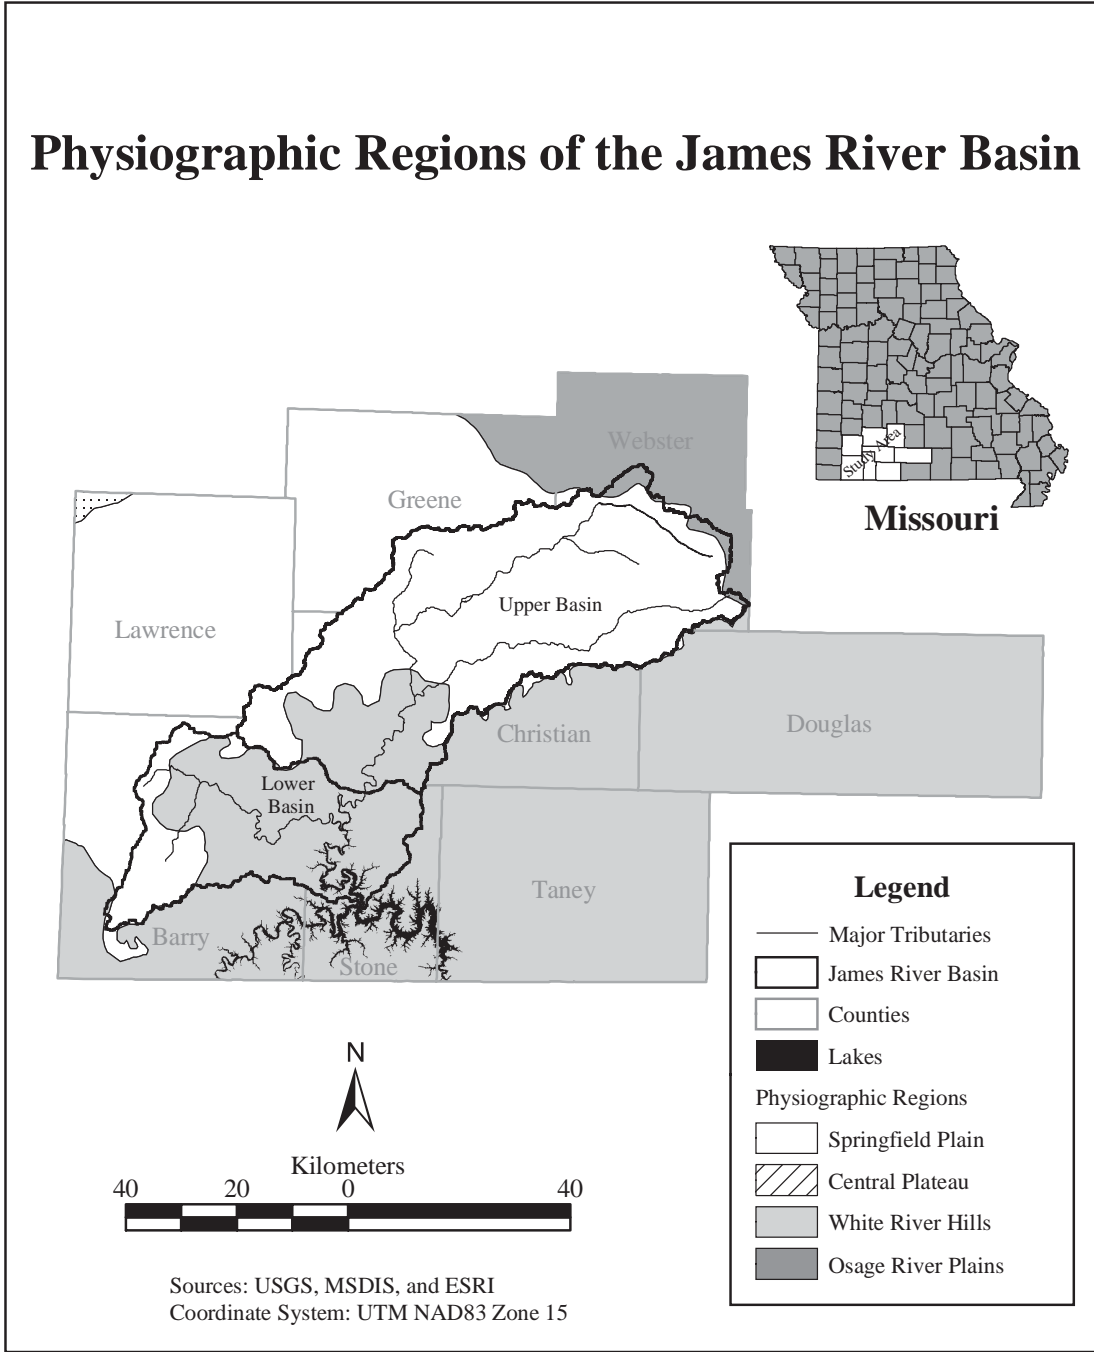 Physiographic Regions of the James River Basin
Study Area
Missouri
Webster
Greene
Upper Basin
Lawrence
Christian
Douglas
Lower
Basin
Taney
Barry
Stone
Legend
Major Tributaries
James River Basin
Counties
Lakes
Physiographic Regions
Springfield Plain
Central Plateau
White River Hills
Osage River Plains
N
Kilometers
40 20 0 40
Sources: USGS, MSDIS, and ESRI
Coordinate System: UTM NAD83 Zone 15